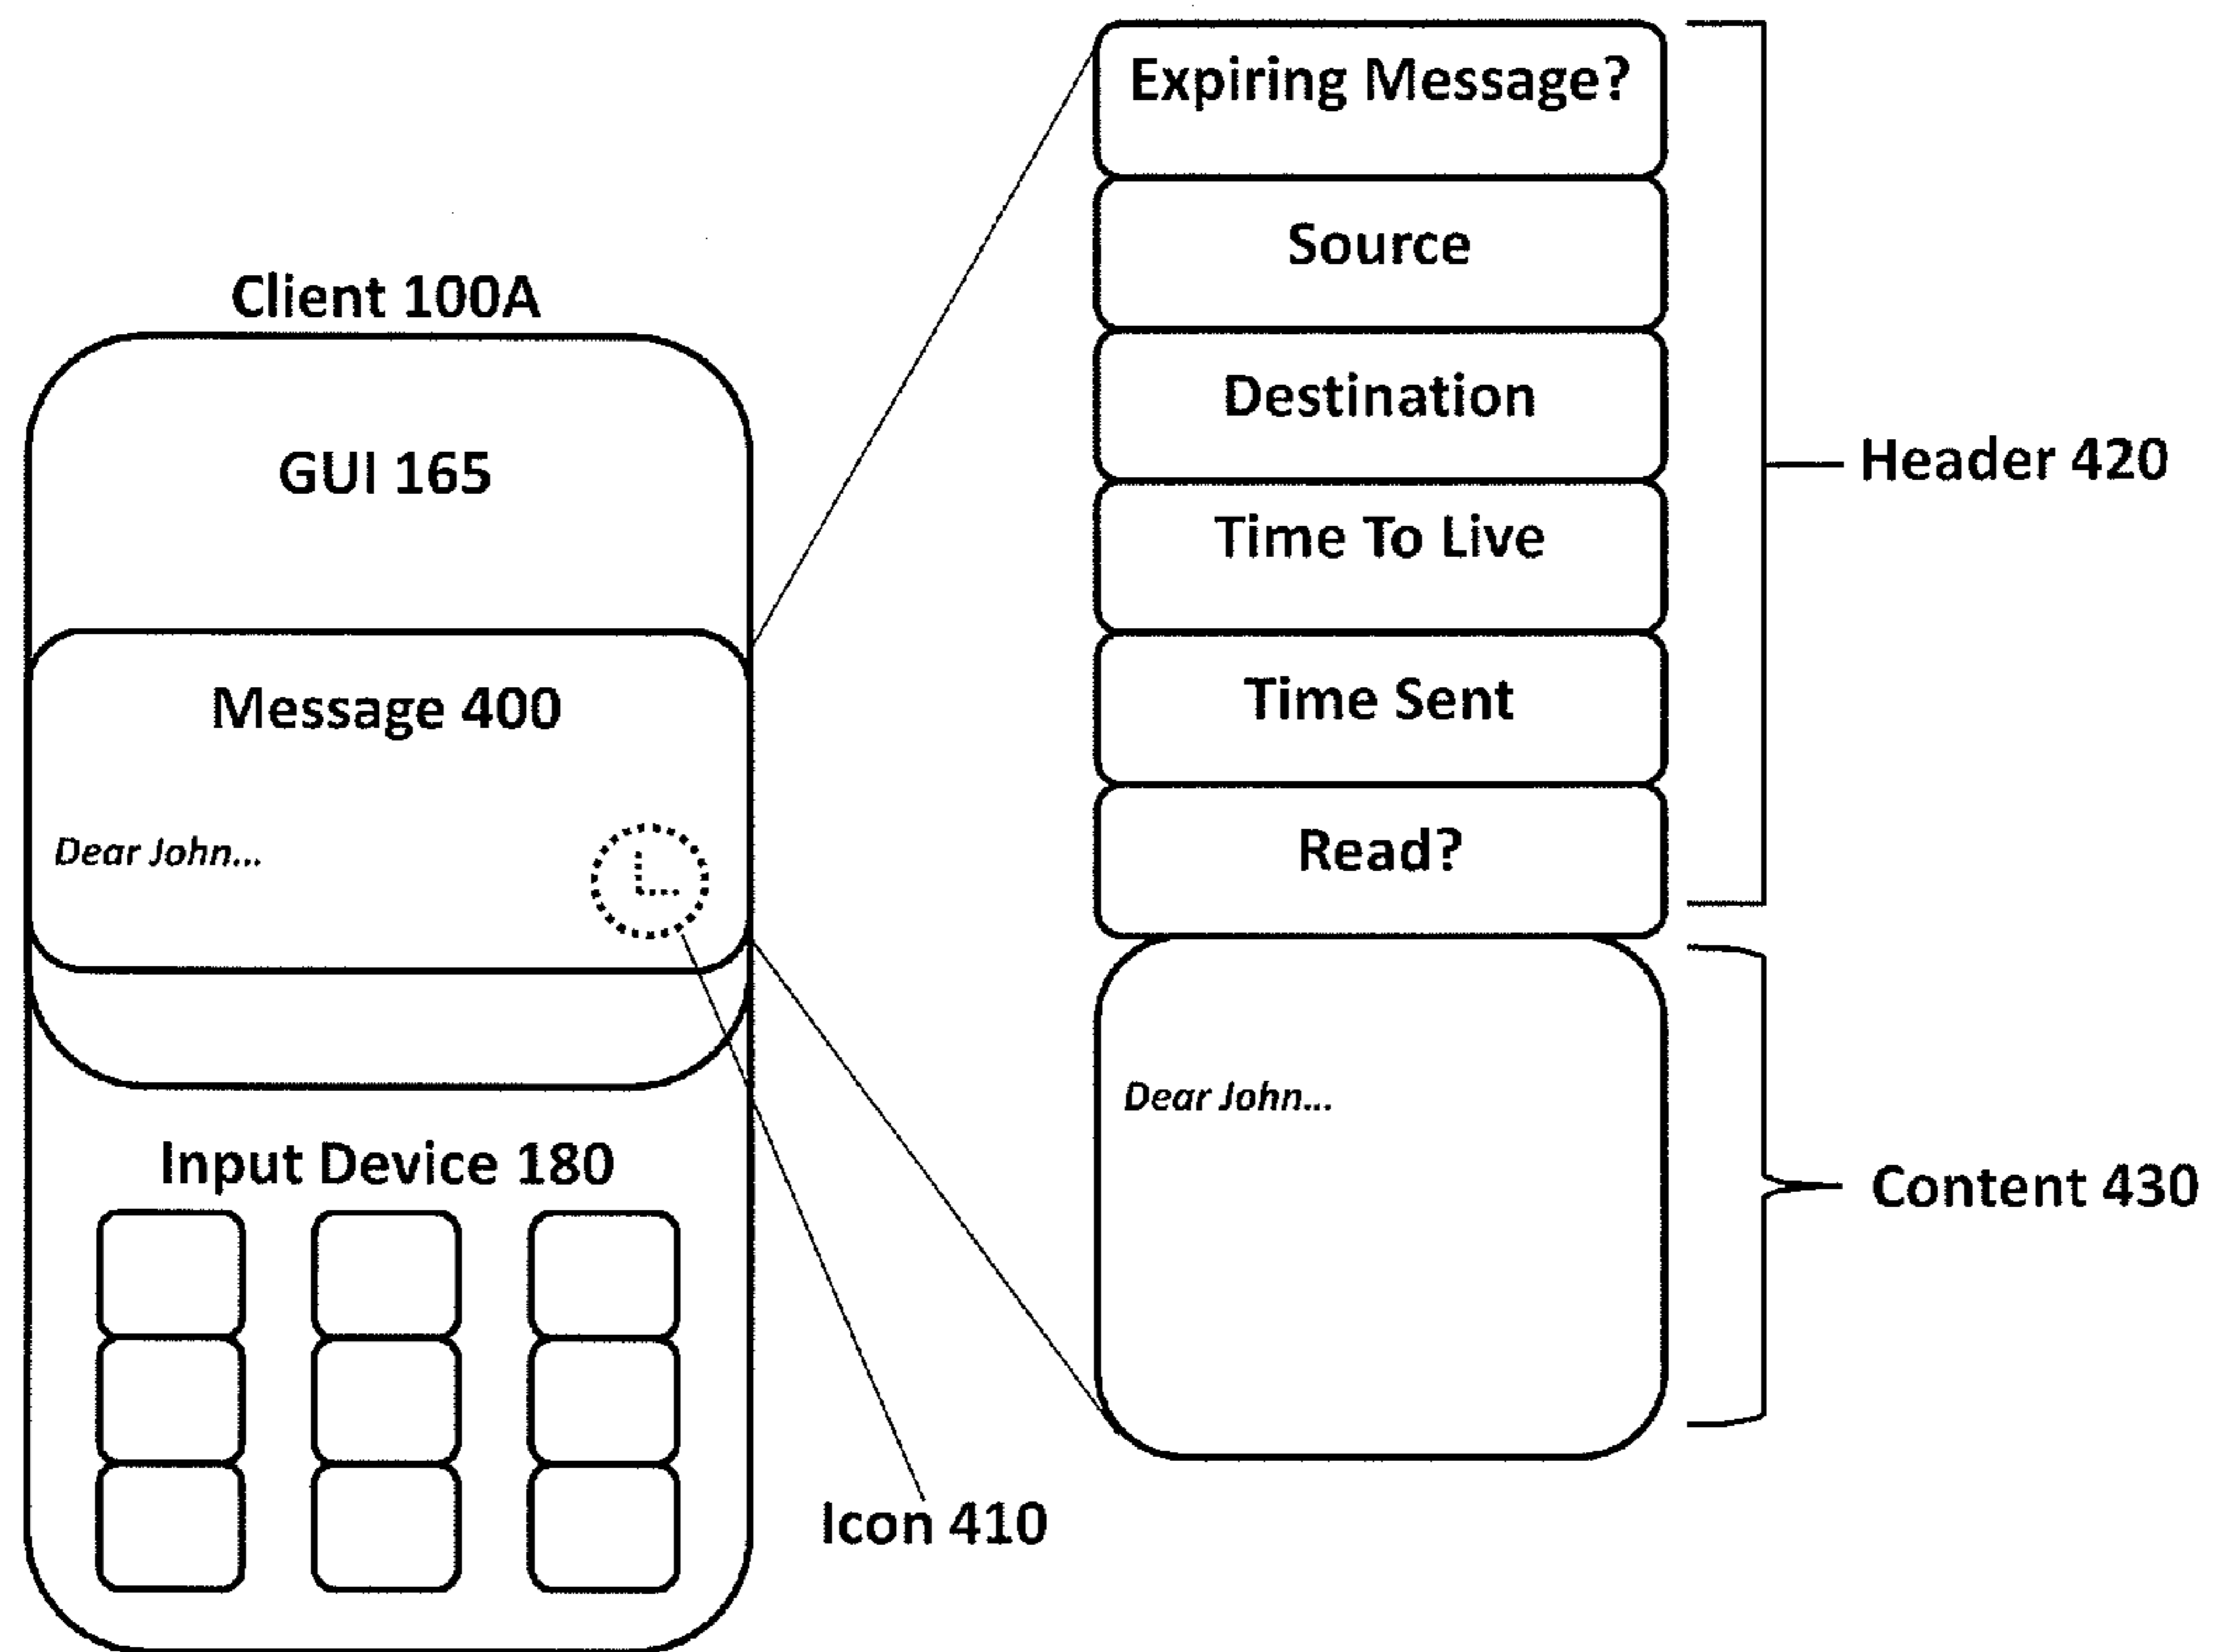 Client 100A
GUI 165
Message 400
Dear John...
Input Device 180
Icon 410
Expiring Message?
Source
Destination
Time To Live
Time Sent
Read?
Dear John...
Header 420
Content 430